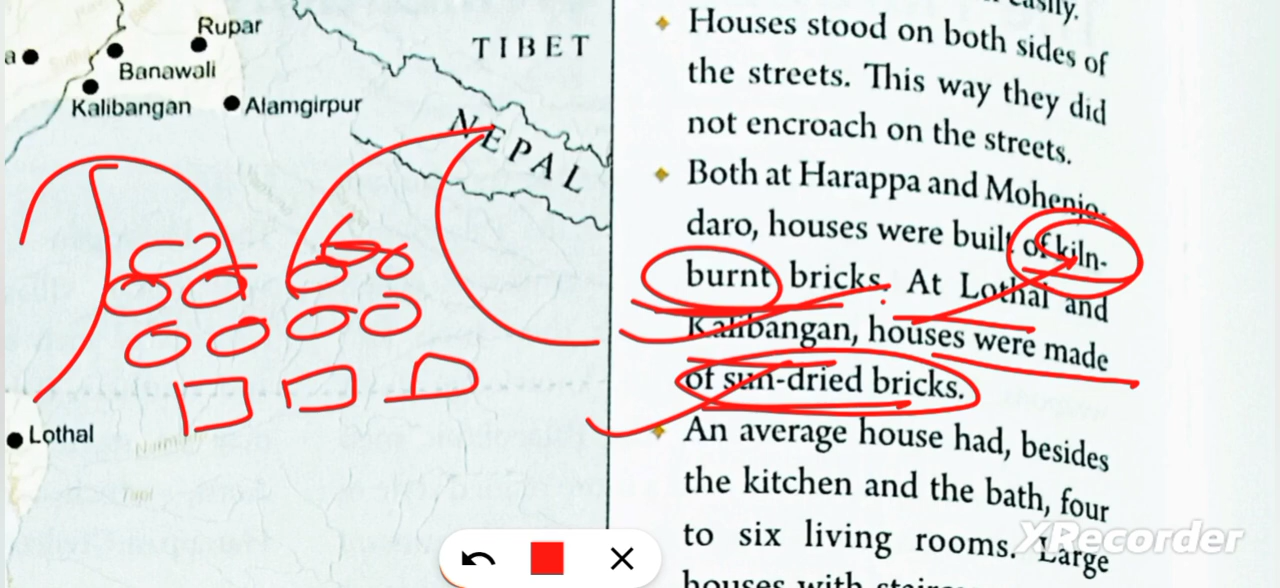 Rupar
TIBET
a
Banawali
Kalibangan
Alamgirpur
NEPAL
Lothal
easily.
Houses stood on both sides of
the streets. This way they did
not encroach on the streets.
Both at Harappa and Mohenjo-
daro, houses were built of kiln-
burnt bricks. At Lothal and
Kalibangan, houses were made
of sun-dried bricks.
An average house had, besides
the kitchen and the bath, four
to six living rooms. Large
houses with
XRecorder